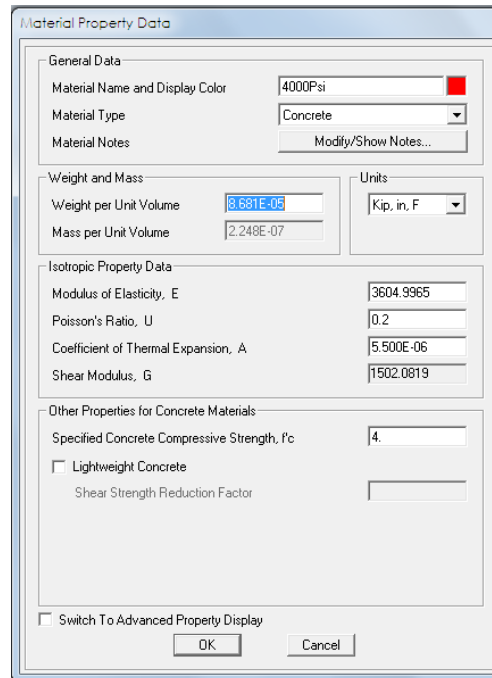 Material Property Data
General Data
Material Name and Display Color 4000Psi
Material Type Concrete
Material Notes Modify/Show Notes...
Weight and Mass Units
Weight per Unit Volume 8.681E-05 Kip, in, F
Mass per Unit Volume 2.248E-07
Isotropic Property Data
Modulus of Elasticity, E 3604.9965
Poisson's Ratio, U 0.2
Coefficient of Thermal Expansion, A 5.500E-06
Shear Modulus, G 1502.0819
Other Properties for Concrete Materials
Specified Concrete Compressive Strength, f'c 4.
Lightweight Concrete
Shear Strength Reduction Factor
Switch To Advanced Property Display
OK Cancel